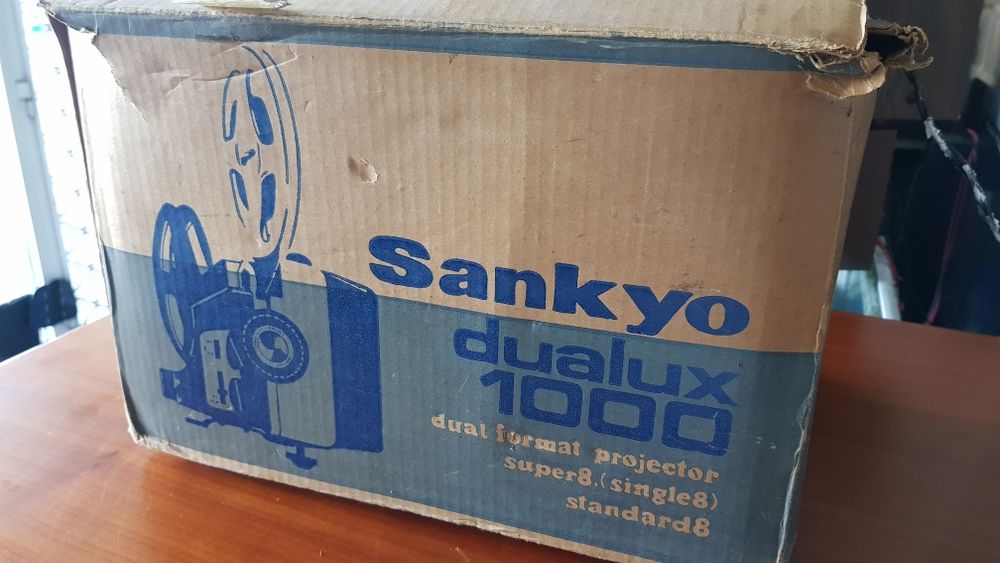 Sankyo
dualux
1000
dual format projector
super8.(single8)
standard8